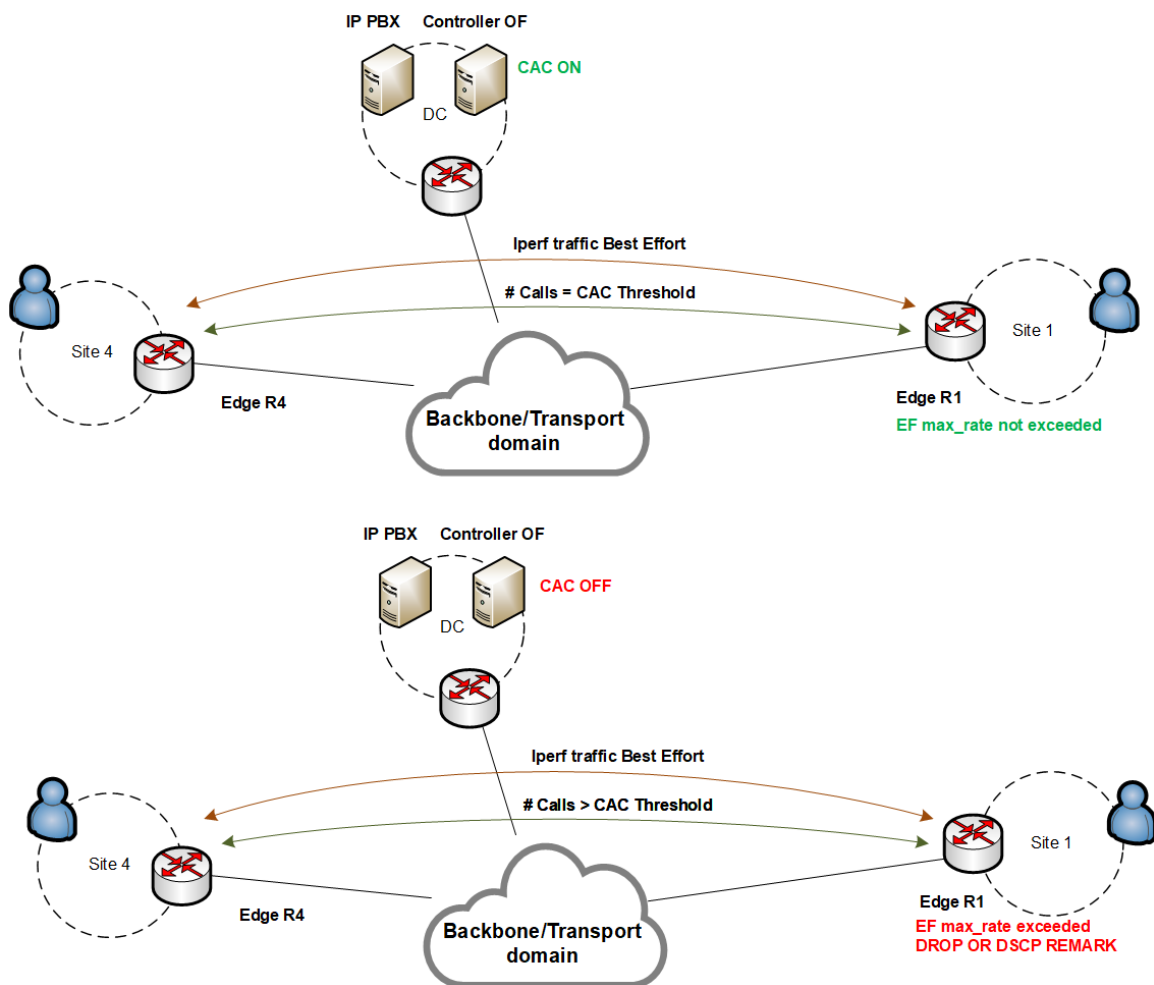 IP PBX Controller OF
CAC ON
DC
Iperf traffic Best Effort
# Calls = CAC Threshold
Site 4
Site 1
Edge R4
Edge R1
Backbone/Transport
domain
EF max_rate not exceeded
IP PBX Controller OF
CAC OFF
DC
Iperf traffic Best Effort
# Calls > CAC Threshold
Site 4
Site 1
Edge R4
Edge R1
Backbone/Transport
domain
EF max_rate exceeded
DROP OR DSCP REMARK